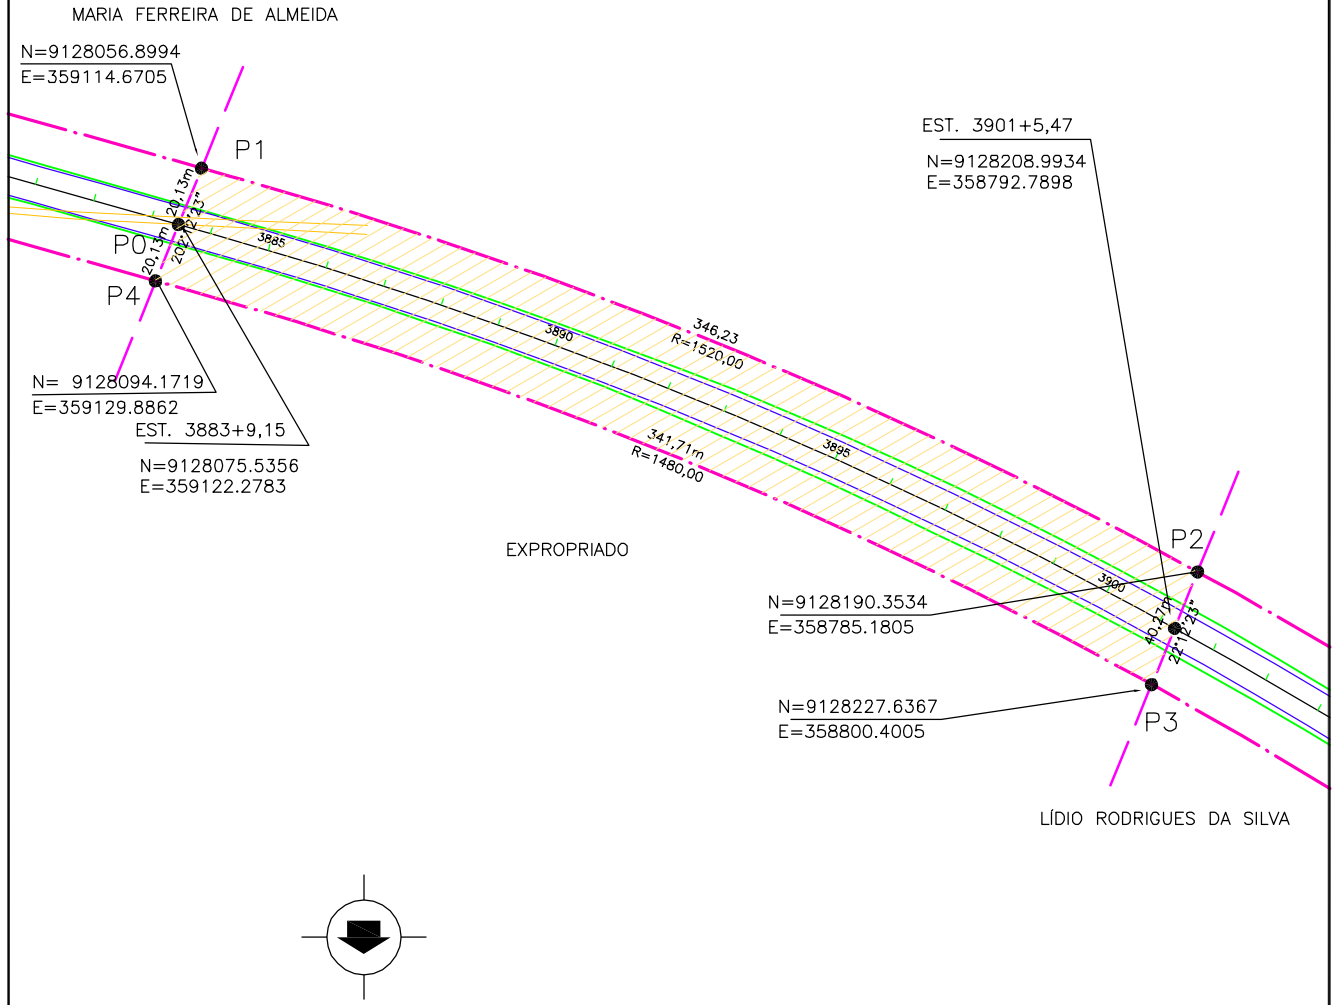 MARIA FERREIRA DE ALMEIDA
N=9128056.8994
E=359114.6705
P1
EST. 3901+5,47
N=9128208.9934
E=358792.7898
20,13m
202°12'23"
P0
20,13m
P4
3885
3890
346,23
R=1520,00
N= 9128094.1719
E=359129.8862
EST. 3883+9,15
N=9128075.5356
E=359122.2783
341,71m
R=1480,00
3895
EXPROPRIADO
P2
3900
N=9128190.3534
E=358785.1805
40,27m
22°12'23"
N=9128227.6367
E=358800.4005
P3
LÍDIO RODRIGUES DA SILVA